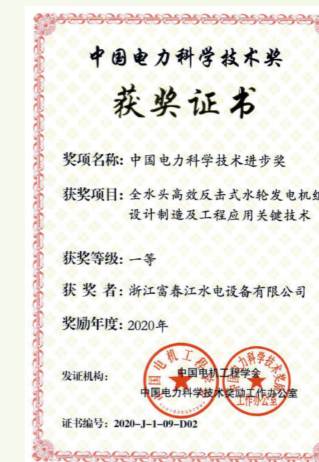 中国电力科学技术奖
获奖证书
奖项名称: 中国电力科学技术进步奖
获奖项目: 全水头高效反击式水轮发电机组
设计制造及工程应用关键技术
获奖等级: 一等
获 奖 者: 浙江富春江水电设备有限公司
奖励年度: 2020年
发证机构: 中国电机工程学会
中国电力科学技术奖励工作办公室
证书编号: 2020-J-1-09-D02